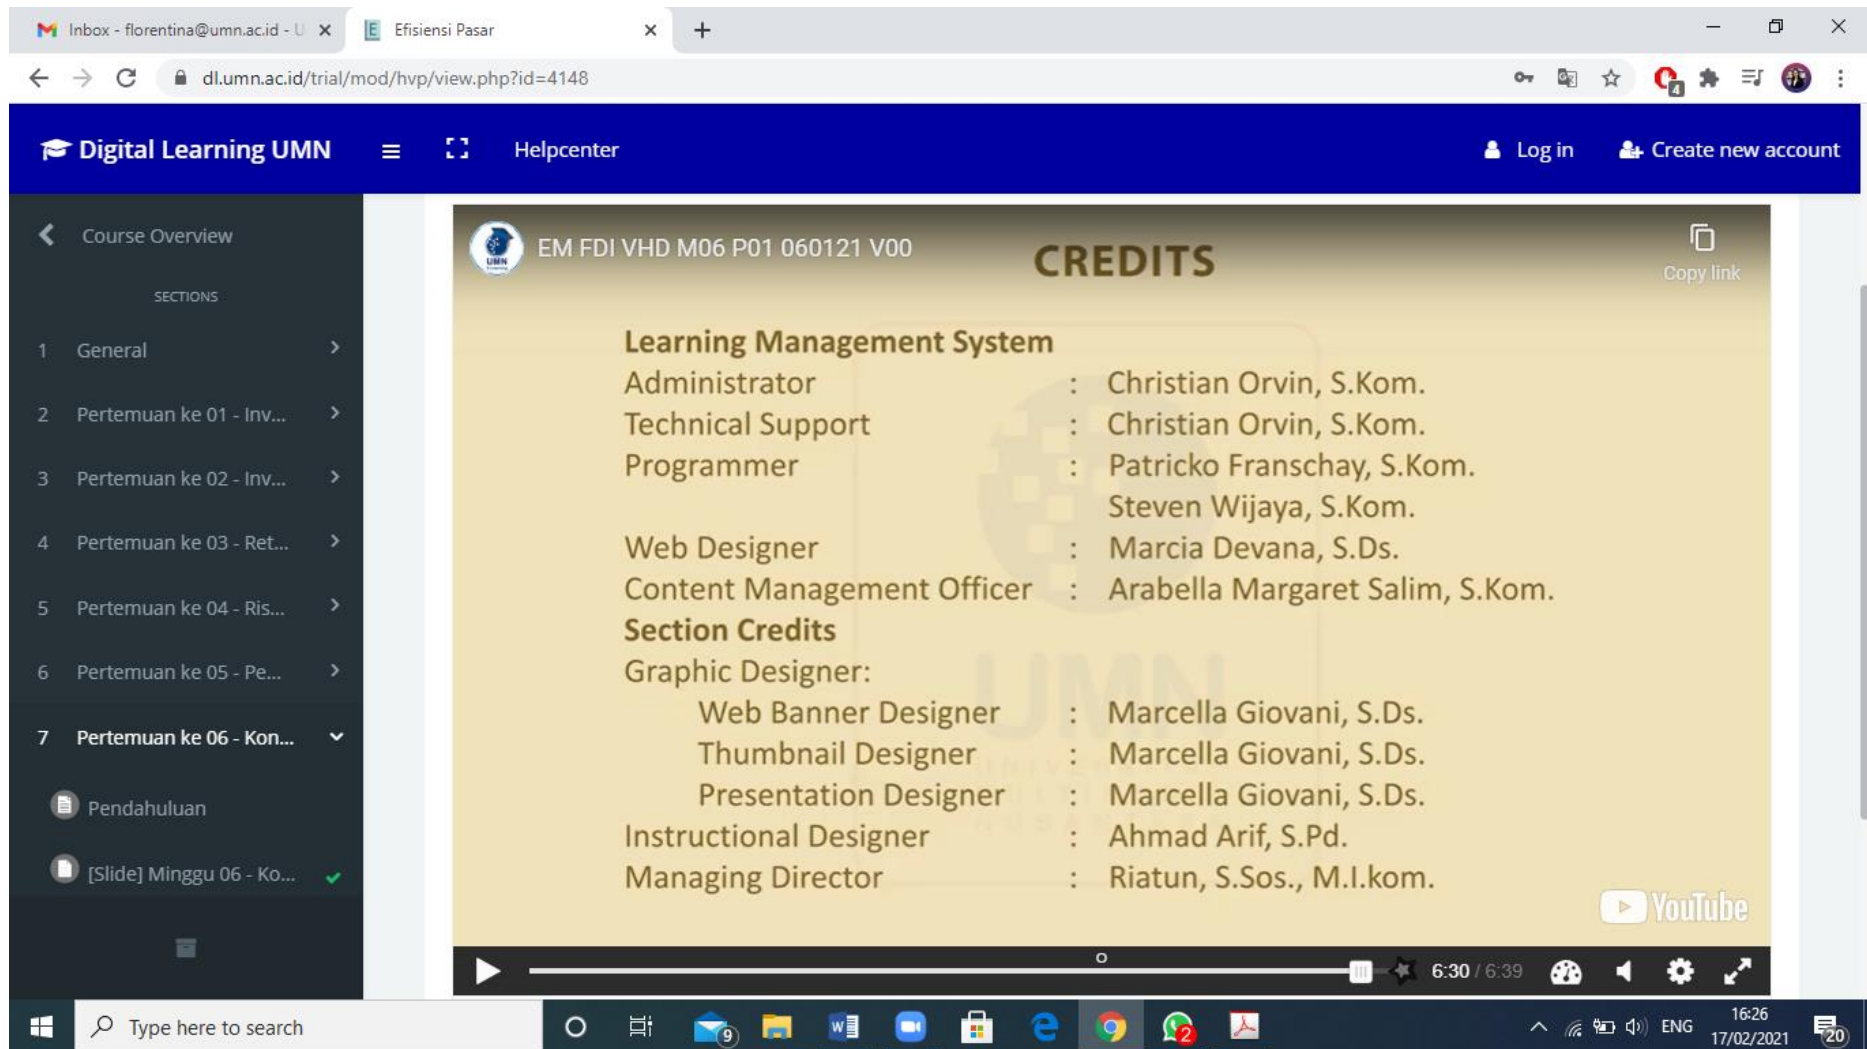 Inbox - florentina@umn.ac.id - U
Efisiensi Pasar
dl.umn.ac.id/trial/mod/hvp/view.php?id=4148
4
Digital Learning UMN
Helpcenter
Log in
Create new account
Course Overview
SECTIONS
1 General
2 Pertemuan ke 01 - Inv...
3 Pertemuan ke 02 - Inv...
4 Pertemuan ke 03 - Ret...
5 Pertemuan ke 04 - Ris...
6 Pertemuan ke 05 - Pe...
7 Pertemuan ke 06 - Kon...
Pendahuluan
[Slide] Minggu 06 - Ko...
UMN
EM FDI VHD M06 P01 060121 V00
CREDITS
Copy link
Learning Management System
Administrator : Christian Orvin, S.Kom.
Technical Support : Christian Orvin, S.Kom.
Programmer : Patricko Franschay, S.Kom.
Steven Wijaya, S.Kom.
Web Designer : Marcia Devana, S.Ds.
Content Management Officer : Arabella Margaret Salim, S.Kom.
Section Credits
Graphic Designer:
Web Banner Designer : Marcella Giovani, S.Ds.
Thumbnail Designer : Marcella Giovani, S.Ds.
Presentation Designer : Marcella Giovani, S.Ds.
Instructional Designer : Ahmad Arif, S.Pd.
Managing Director : Riatun, S.Sos., M.I.kom.
UMN
YouTube
6:30 / 6:39
Type here to search
9
2
ENG
16:26
17/02/2021
20